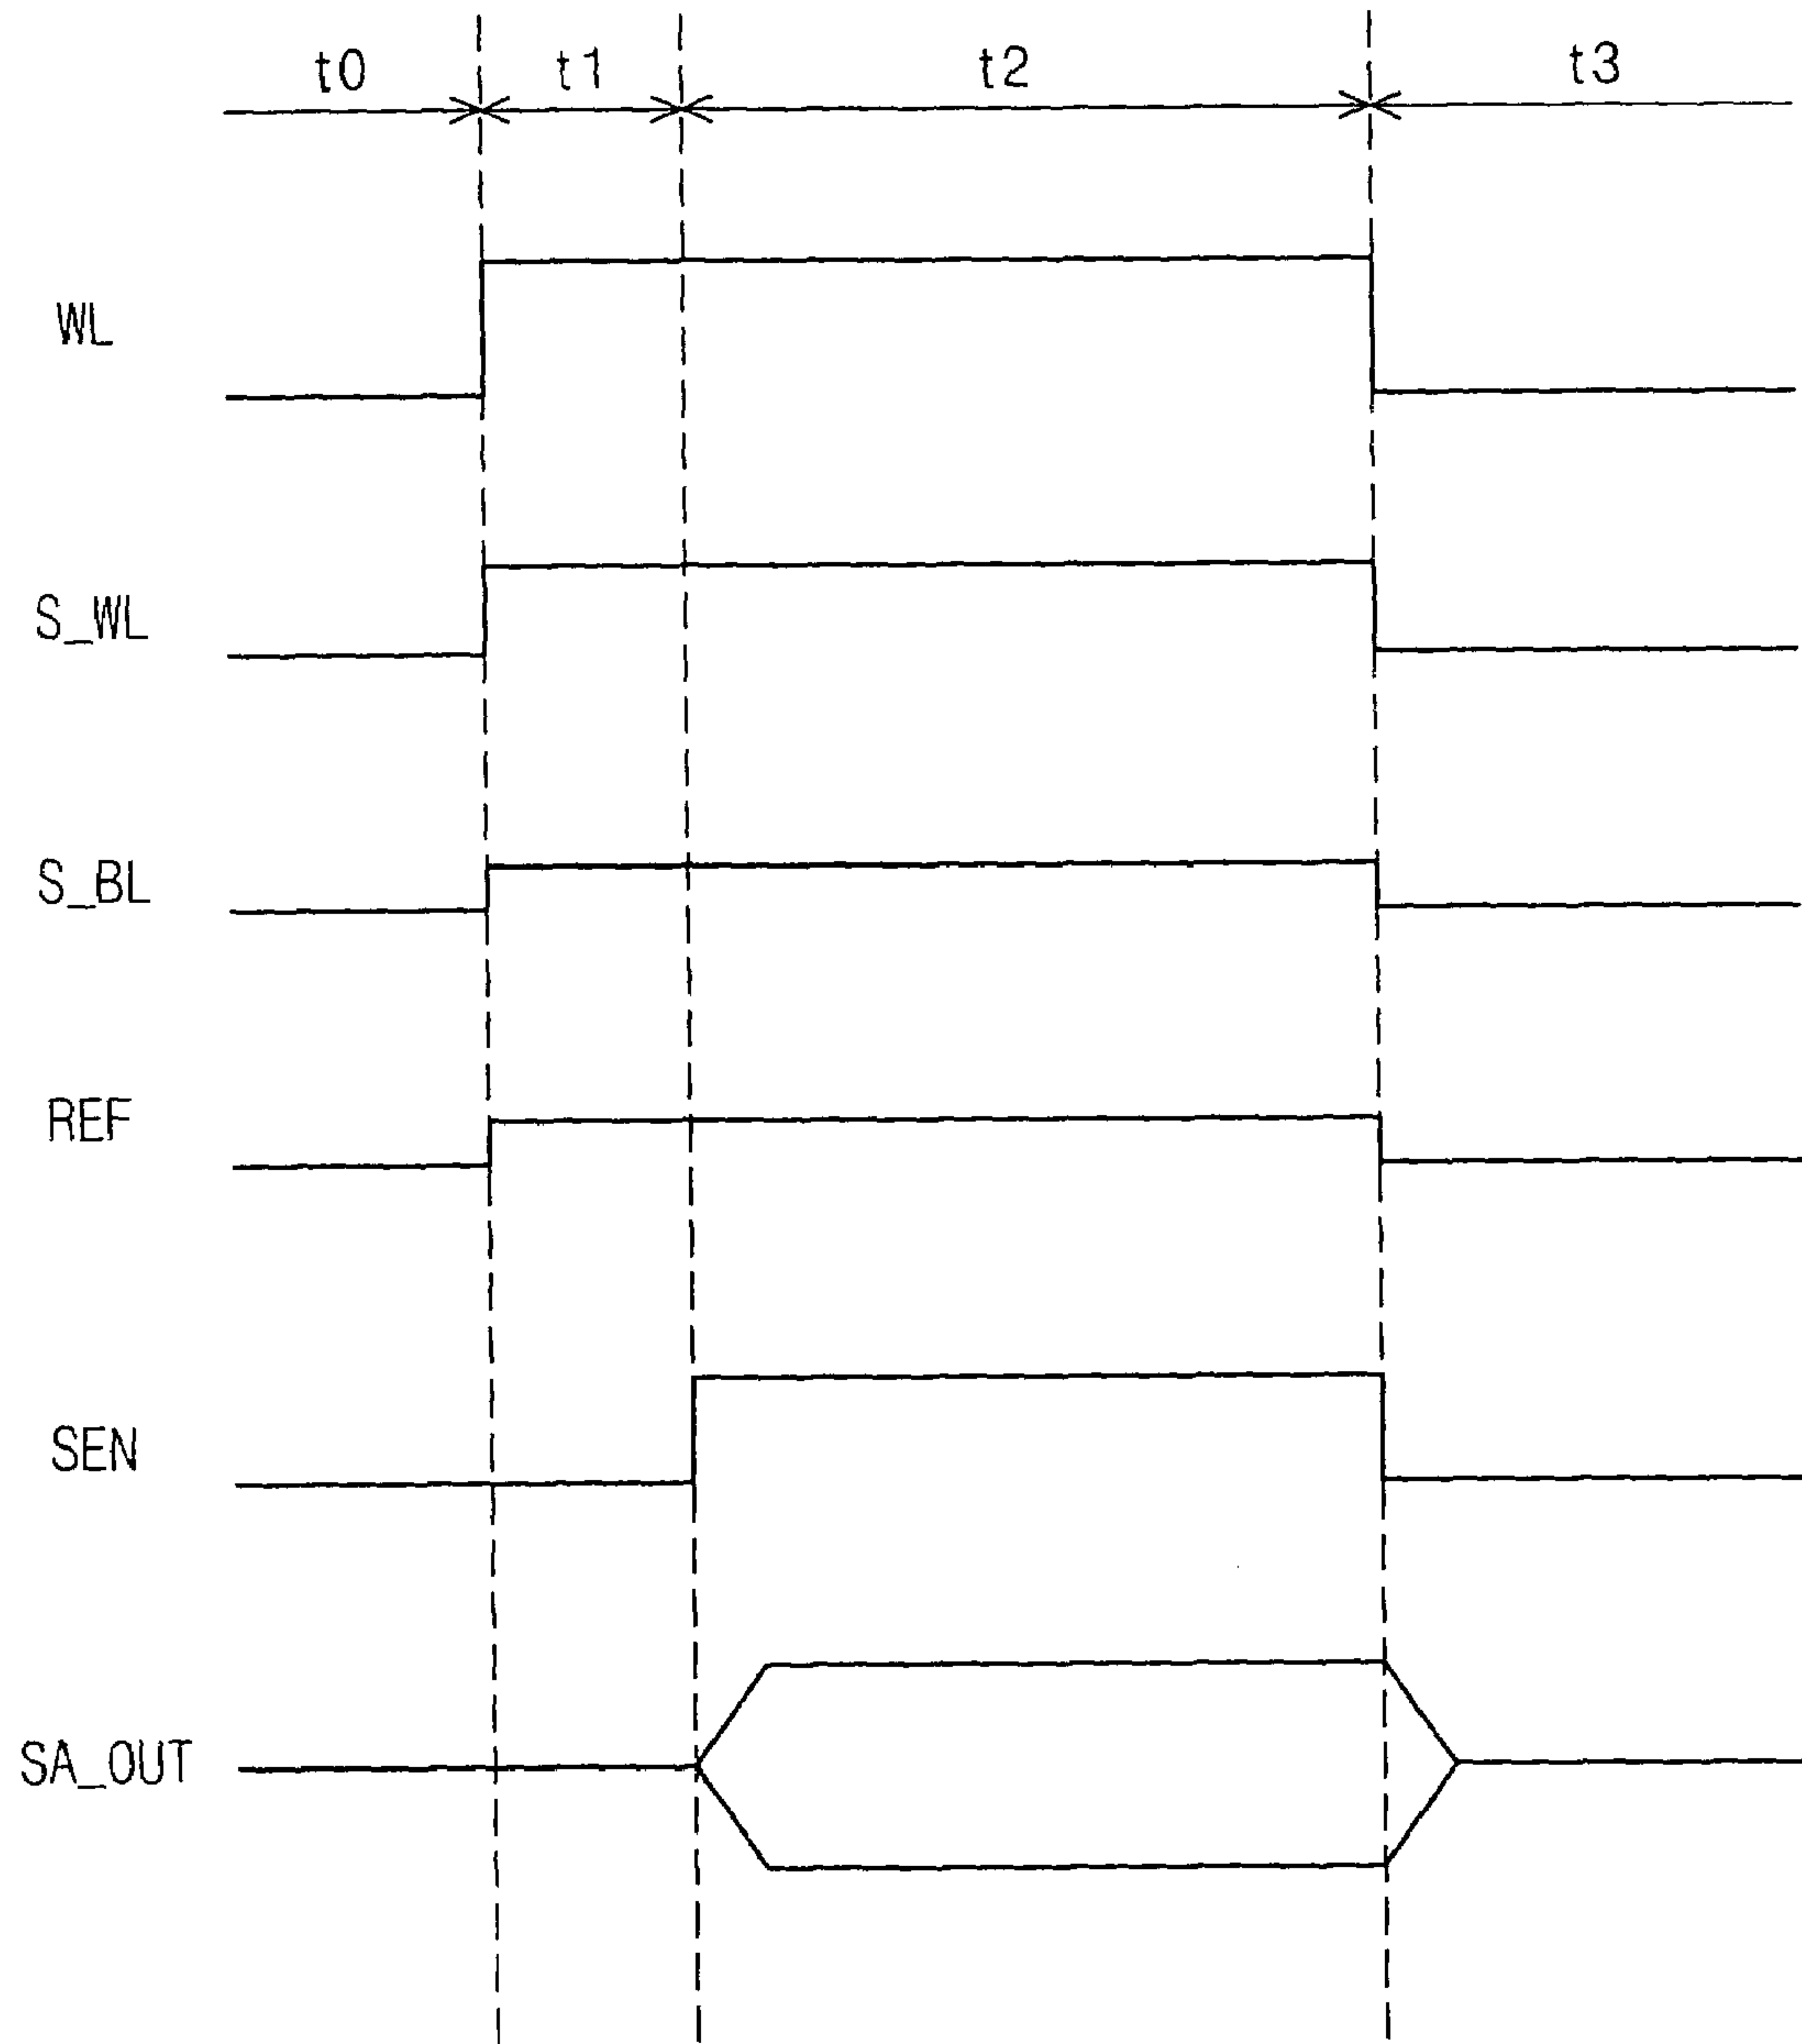 t0 t1 t2 t3
WL
S_WL
S_BL
REF
SEN
SA_OUT